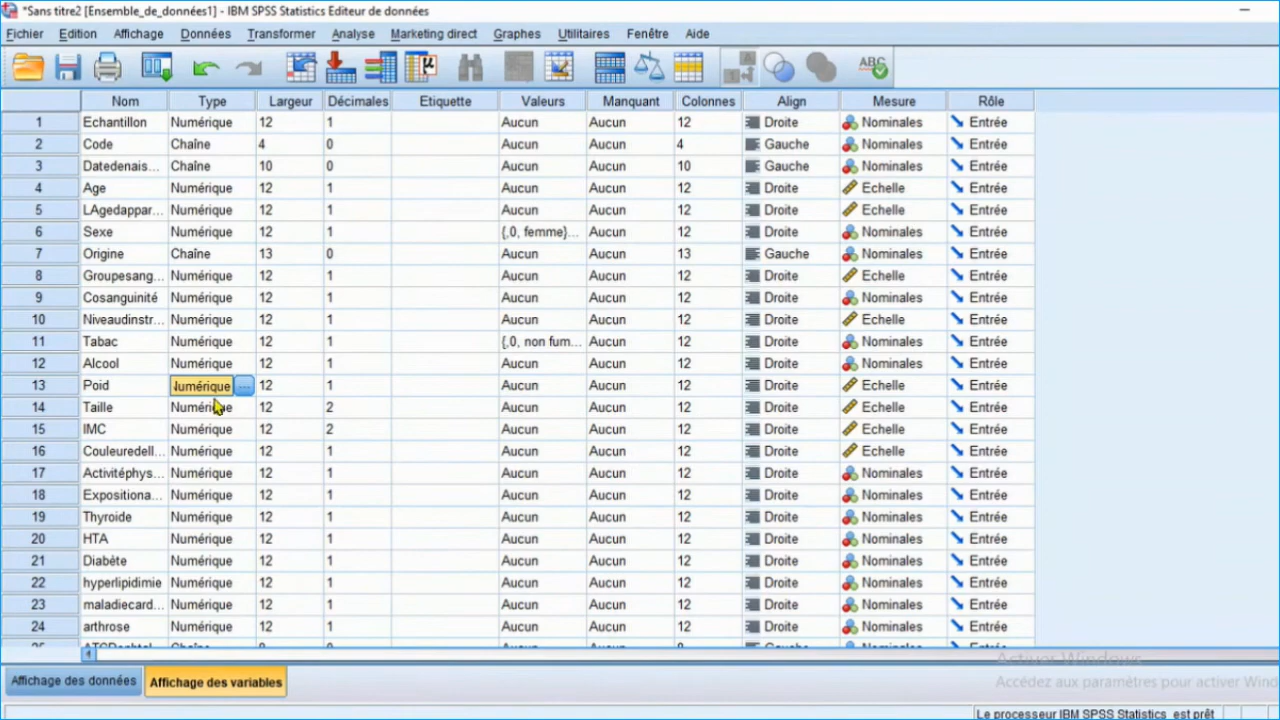 *Sans titre2 [Ensemble_de_données1] - IBM SPSS Statistics Editeur de données
Fichier Edition Affichage Données Transformer Analyse Marketing direct Graphes Utilitaires Fenêtre Aide
Nom Type Largeur Décimales Etiquette Valeurs Manquant Colonnes Align Mesure Rôle
1 Echantillon Numérique 12 1 Aucun Aucun 12 Droite Nominales Entrée
2 Code Chaîne 4 0 Aucun Aucun 4 Gauche Nominales Entrée
3 Datedenais... Chaîne 10 0 Aucun Aucun 10 Gauche Nominales Entrée
4 Age Numérique 12 1 Aucun Aucun 12 Droite Echelle Entrée
5 LAgedappar... Numérique 12 1 Aucun Aucun 12 Droite Echelle Entrée
6 Sexe Numérique 12 1 {,0, femme}... Aucun 12 Droite Nominales Entrée
7 Origine Chaîne 13 0 Aucun Aucun 13 Gauche Nominales Entrée
8 Groupesang... Numérique 12 1 Aucun Aucun 12 Droite Echelle Entrée
9 Cosanguinité Numérique 12 1 Aucun Aucun 12 Droite Nominales Entrée
10 Niveaudinstr... Numérique 12 1 Aucun Aucun 12 Droite Echelle Entrée
11 Tabac Numérique 12 1 {,0, non fum... Aucun 12 Droite Nominales Entrée
12 Alcool Numérique 12 1 Aucun Aucun 12 Droite Nominales Entrée
13 Poid Numérique ... 12 1 Aucun Aucun 12 Droite Echelle Entrée
14 Taille Numérique 12 2 Aucun Aucun 12 Droite Echelle Entrée
15 IMC Numérique 12 2 Aucun Aucun 12 Droite Echelle Entrée
16 Couleuredell... Numérique 12 1 Aucun Aucun 12 Droite Echelle Entrée
17 Activitéphys... Numérique 12 1 Aucun Aucun 12 Droite Nominales Entrée
18 Expositiona... Numérique 12 1 Aucun Aucun 12 Droite Nominales Entrée
19 Thyroide Numérique 12 1 Aucun Aucun 12 Droite Nominales Entrée
20 HTA Numérique 12 1 Aucun Aucun 12 Droite Nominales Entrée
21 Diabéte Numérique 12 1 Aucun Aucun 12 Droite Nominales Entrée
22 hyperlipidimie Numérique 12 1 Aucun Aucun 12 Droite Nominales Entrée
23 maladiecard... Numérique 12 1 Aucun Aucun 12 Droite Nominales Entrée
24 arthrose Numérique 12 1 Aucun Aucun 12 Droite Nominales Entrée
Activer Windows
Accédez aux paramètres pour activer Wind
Affichage des données Affichage des variables
Le processeur IBM SPSS Statistics est prêt